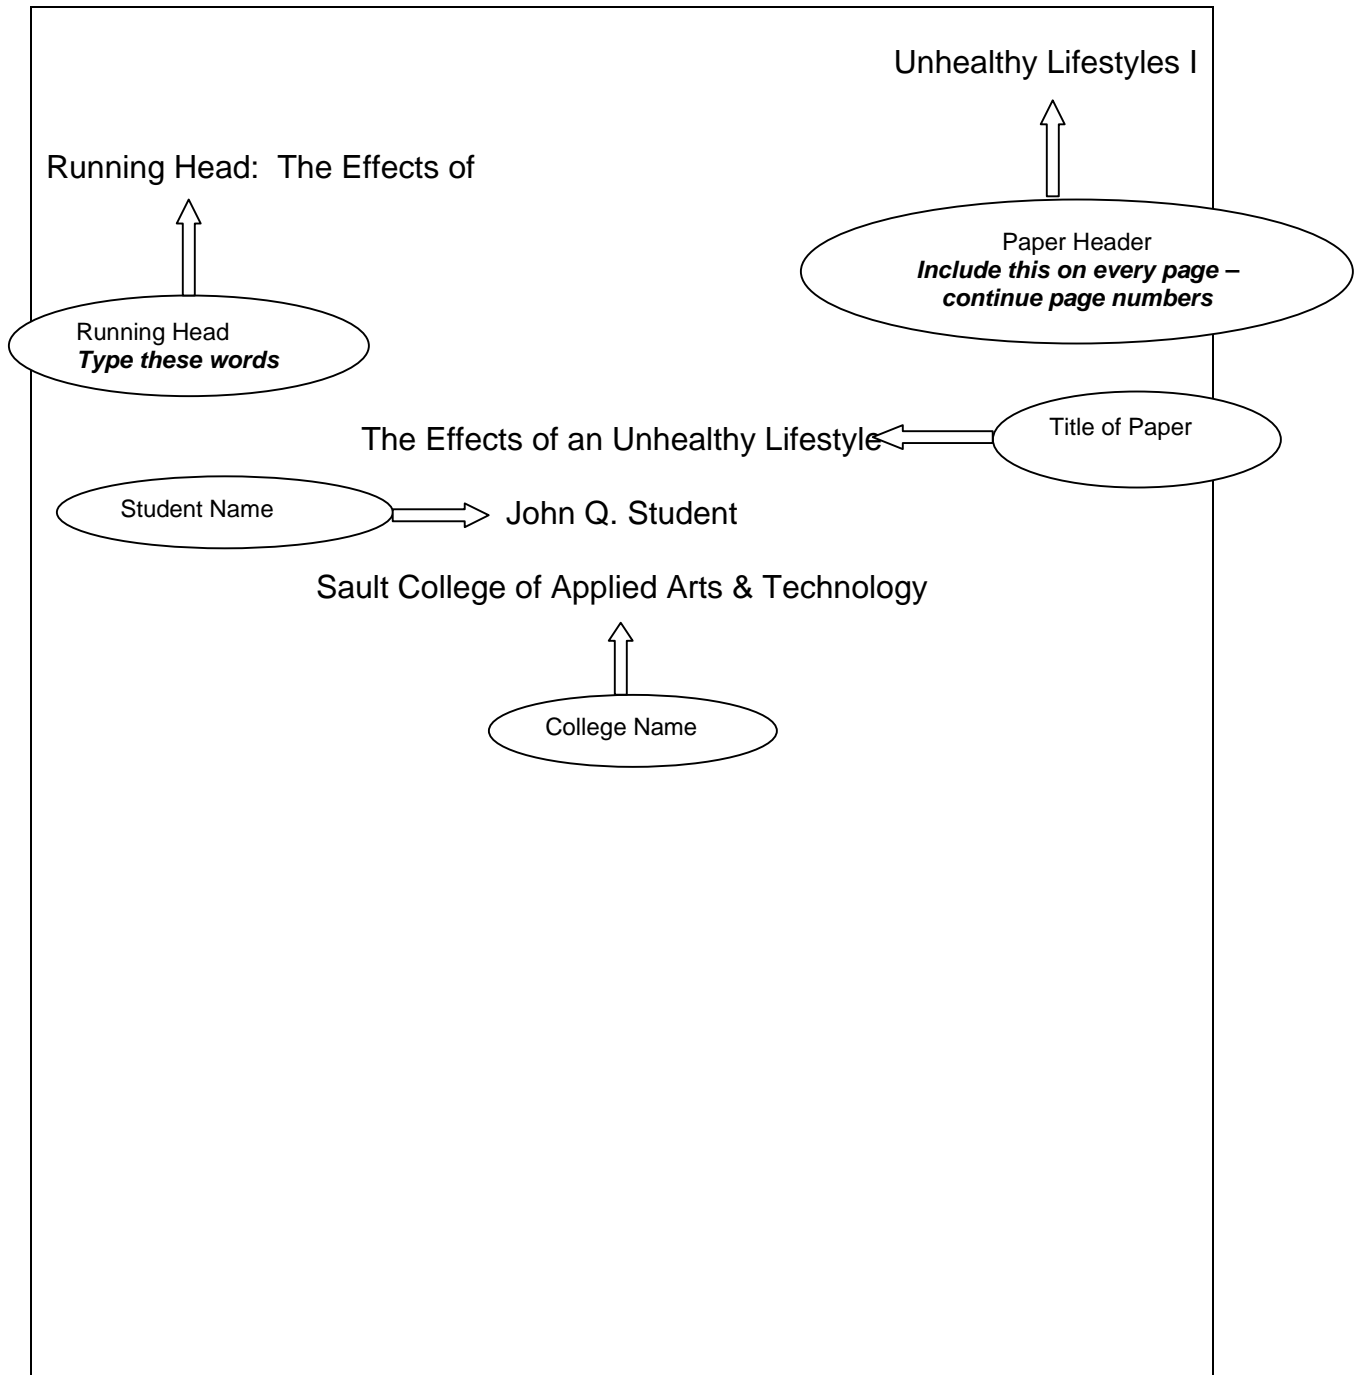 Unhealthy Lifestyles I
Running Head:  The Effects of
Paper Header
Include this on every page –
continue page numbers
Running Head
Type these words
The Effects of an Unhealthy Lifestyle
Title of Paper
Student Name
John Q. Student
Sault College of Applied Arts & Technology
College Name